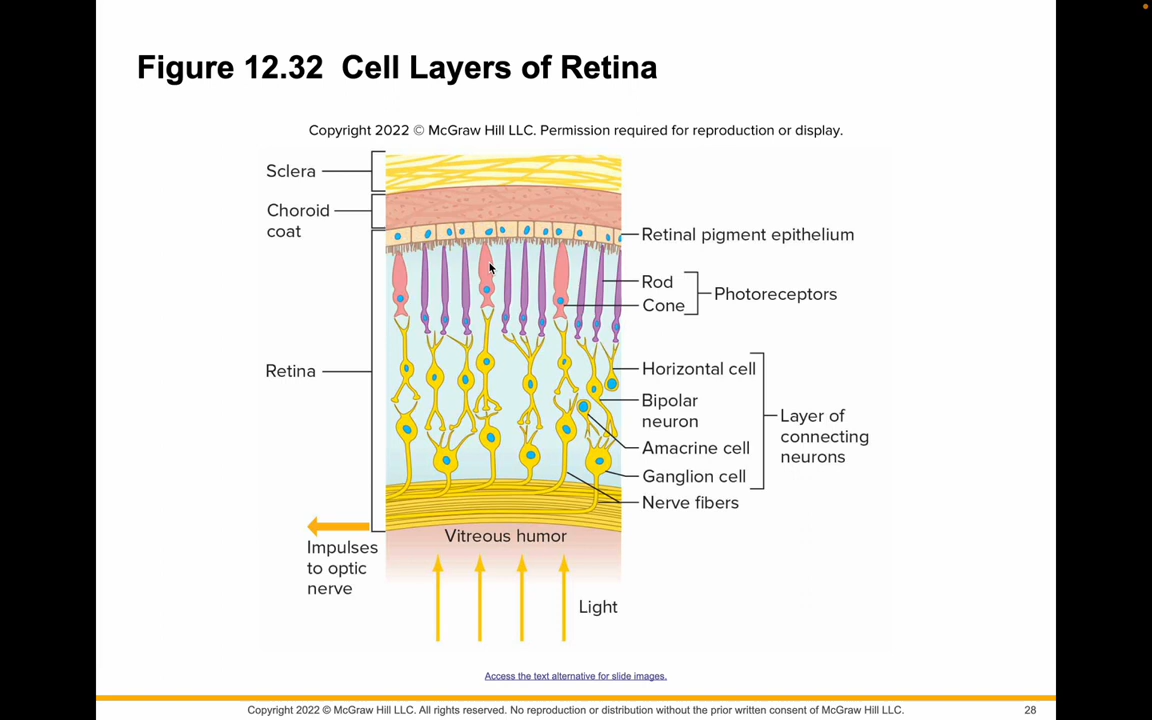 Figure 12.32 Cell Layers of Retina
Copyright 2022 © McGraw Hill LLC. Permission required for reproduction or display.
Sclera
Choroid
coat
Retinal pigment epithelium
Rod
Cone
Photoreceptors
Retina
Horizontal cell
Bipolar
neuron
Amacrine cell
Ganglion cell
Nerve fibers
Layer of
connecting
neurons
Vitreous humor
Impulses
to optic
nerve
Light
Access the text alternative for slide images.
Copyright 2022 © McGraw Hill LLC. All rights reserved. No reproduction or distribution without the prior written consent of McGraw Hill LLC.
28